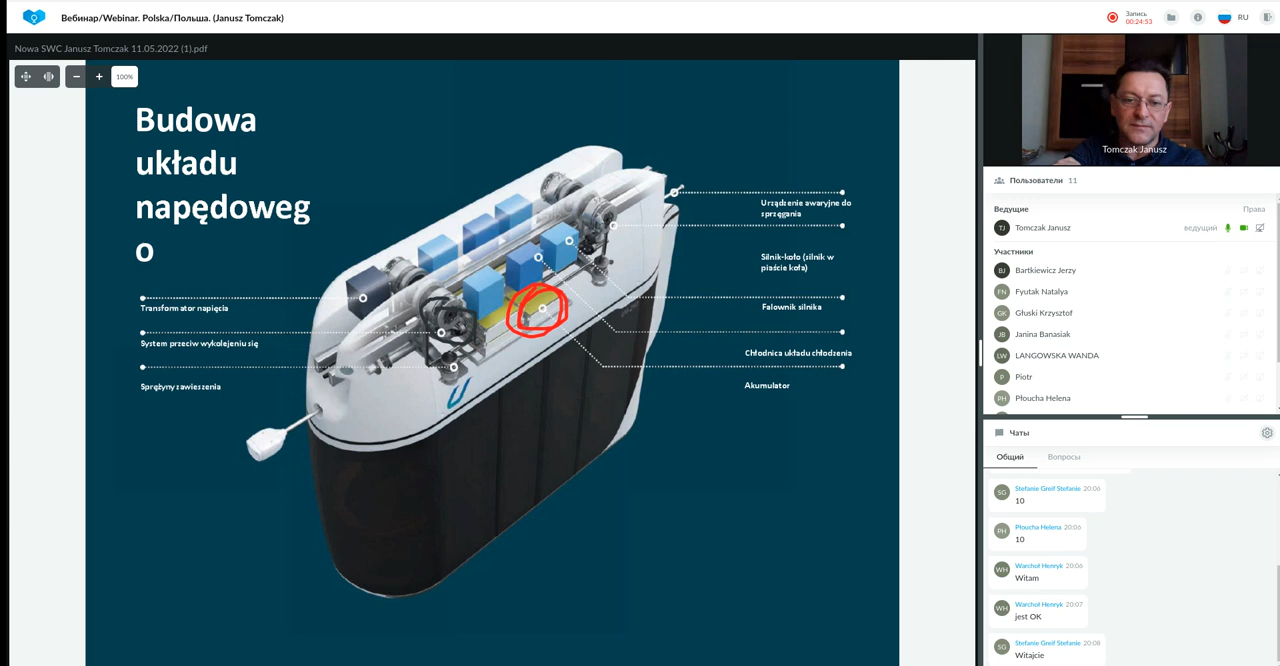 Вебинар/Webinar. Polska/Польша. (Janusz Tomczak)
Запись
00:24:53
RU
Nowa SWC Janusz Tomczak 11.05.2022 (1).pdf
100%
Budowa
układu
napędoweg
o
Urządzenie awaryjne do
sprzęgania
Silnik-koło (silnik w
piaście koła)
Falownik silnika
Chłodnica układu chłodzenia
Akumulator
Transformator napięcia
System przeciw wykolejeniu się
Sprężyny zawieszenia
Tomczak Janusz
Пользователи 11
Ведущие Права
TJ Tomczak Janusz ведущий
Участники
BJ Bartkiewicz Jerzy
FN Fyutak Natalya
GK Głuski Krzysztof
JB Janina Banasiak
LW LANGOWSKA WANDA
P Piotr
PH Płoucha Helena
Чаты
Общий Вопросы
SG Stefanie Greif Stefanie 20:06
10
PH Płoucha Helena 20:06
10
WH Warchoł Henryk 20:06
Witam
WH Warchoł Henryk 20:07
jest OK
SG Stefanie Greif Stefanie 20:08
Witajcie